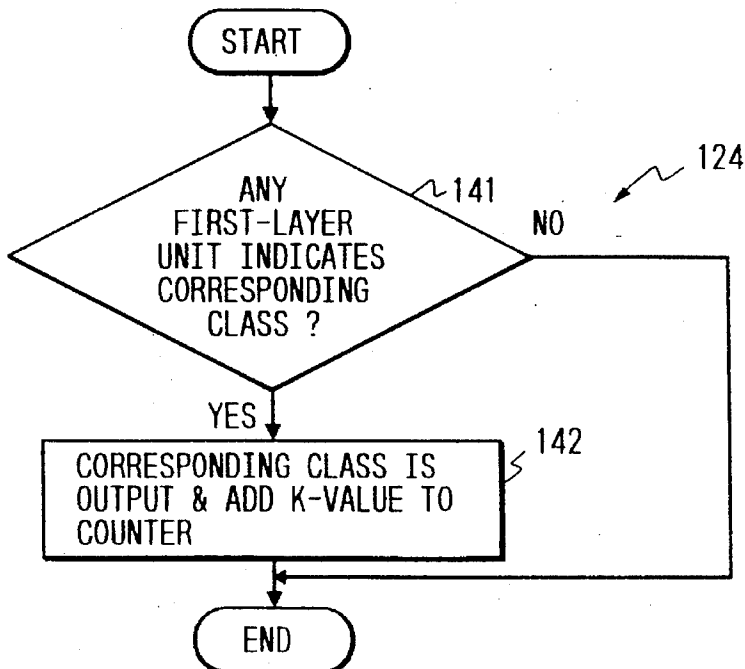 START
124
141
ANY
FIRST-LAYER
UNIT INDICATES
CORRESPONDING
CLASS ?
NO
YES
142
CORRESPONDING CLASS IS
OUTPUT & ADD K-VALUE TO
COUNTER
END